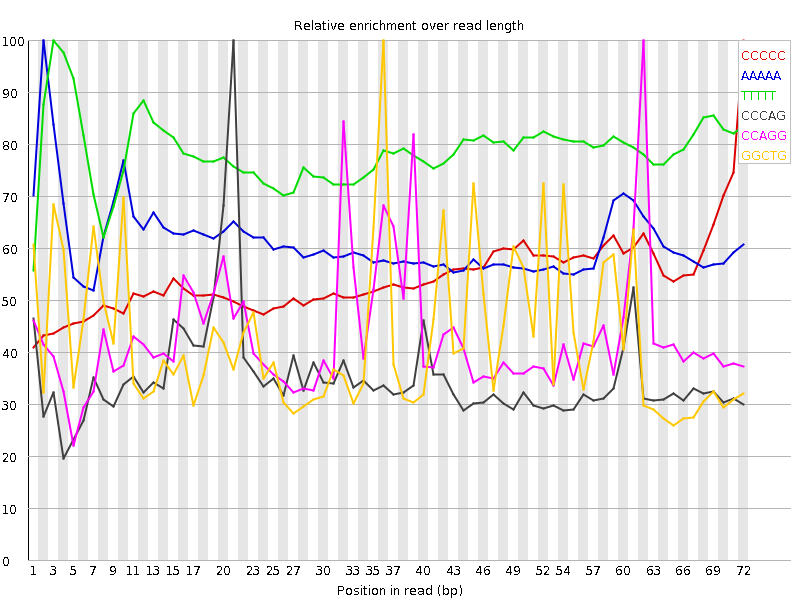 Relative enrichment over read length
100
90
80
70
60
50
40
30
20
10
0
CCCCC
AAAAA
TTTTT
CCCAG
CCAGG
GGCTG
1 3 5 7 9 11 13 15 17 20 23 25 27 30 33 35 37 40 43 46 49 52 54 57 60 63 66 69 72
Position in read (bp)